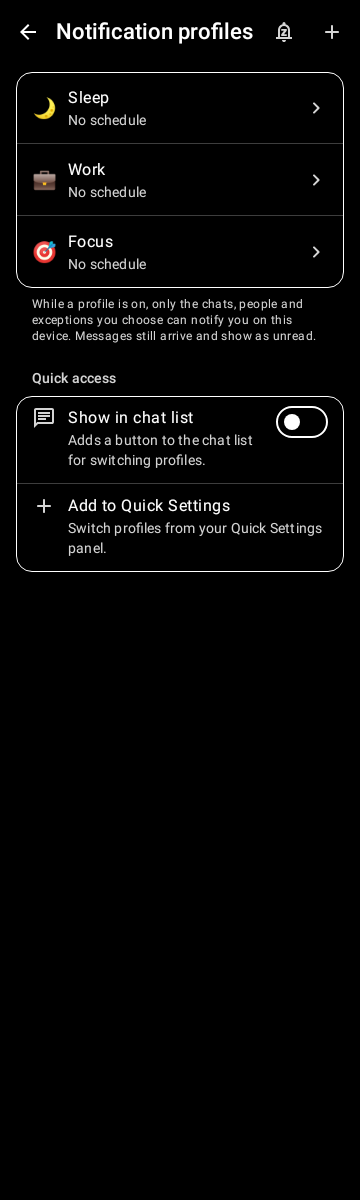 Notification profiles
Sleep
No schedule
Work
No schedule
Focus
No schedule
While a profile is on, only the chats, people and
exceptions you choose can notify you on this
device. Messages still arrive and show as unread.
Quick access
Show in chat list
Adds a button to the chat list
for switching profiles.
Add to Quick Settings
Switch profiles from your Quick Settings
panel.